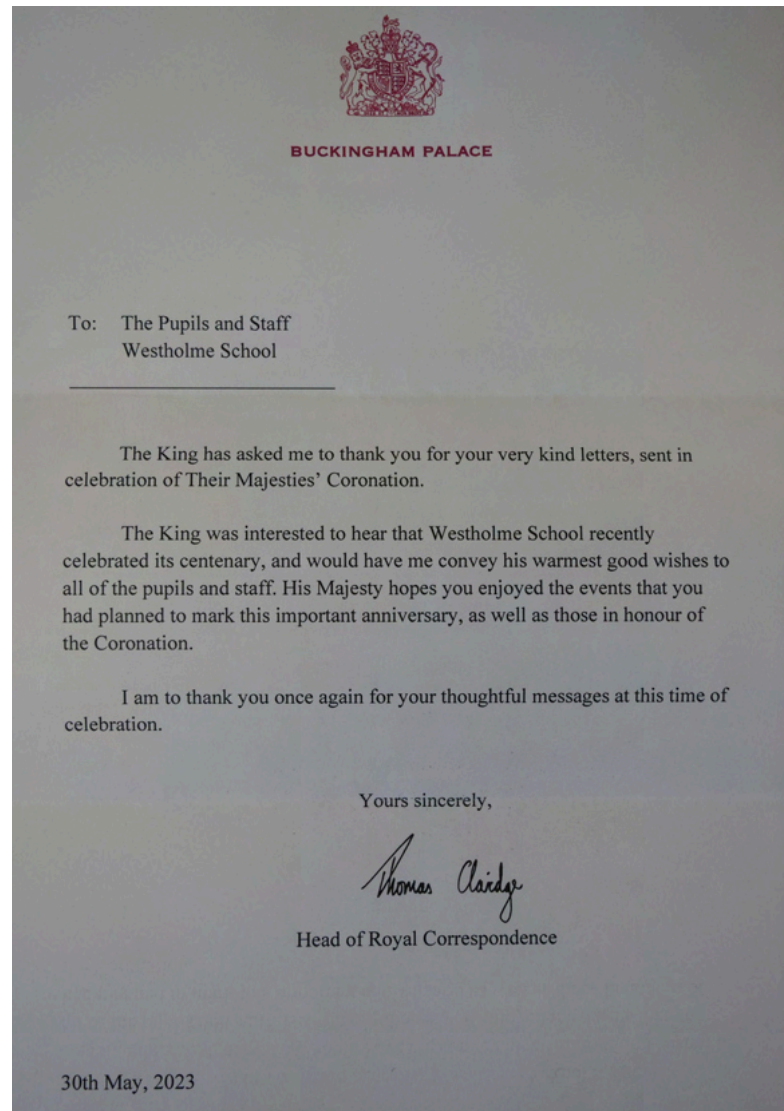 BUCKINGHAM PALACE
To: The Pupils and Staff
Westholme School
The King has asked me to thank you for your very kind letters, sent in
celebration of Their Majesties’ Coronation.
The King was interested to hear that Westholme School recently
celebrated its centenary, and would have me convey his warmest good wishes to
all of the pupils and staff. His Majesty hopes you enjoyed the events that you
had planned to mark this important anniversary, as well as those in honour of
the Coronation.
I am to thank you once again for your thoughtful messages at this time of
celebration.
Yours sincerely,
Thomas
Head of Royal Correspondence
30th May, 2023